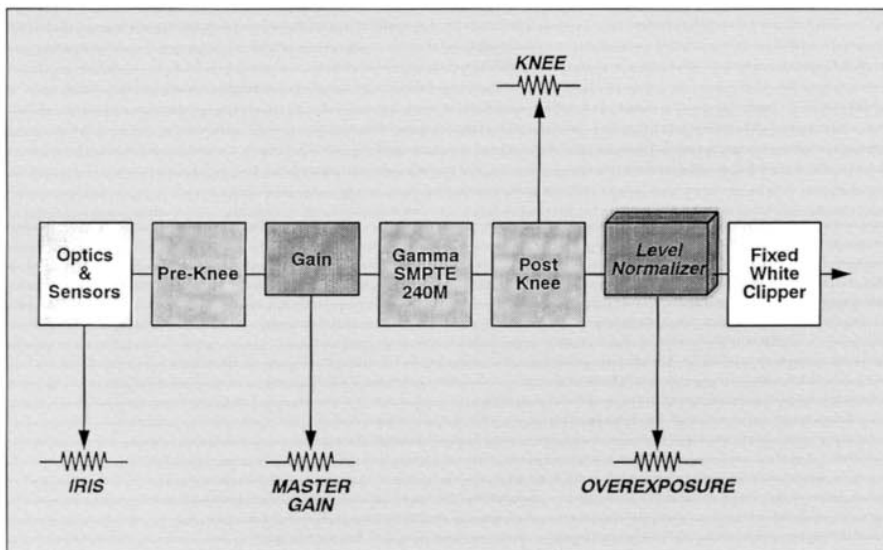 KNEE
Optics
&
Sensors
Pre-Knee
Gain
Gamma
SMPTE
240M
Post
Knee
Level
Normalizer
Fixed
White
Clipper
IRIS
MASTER
GAIN
OVEREXPOSURE